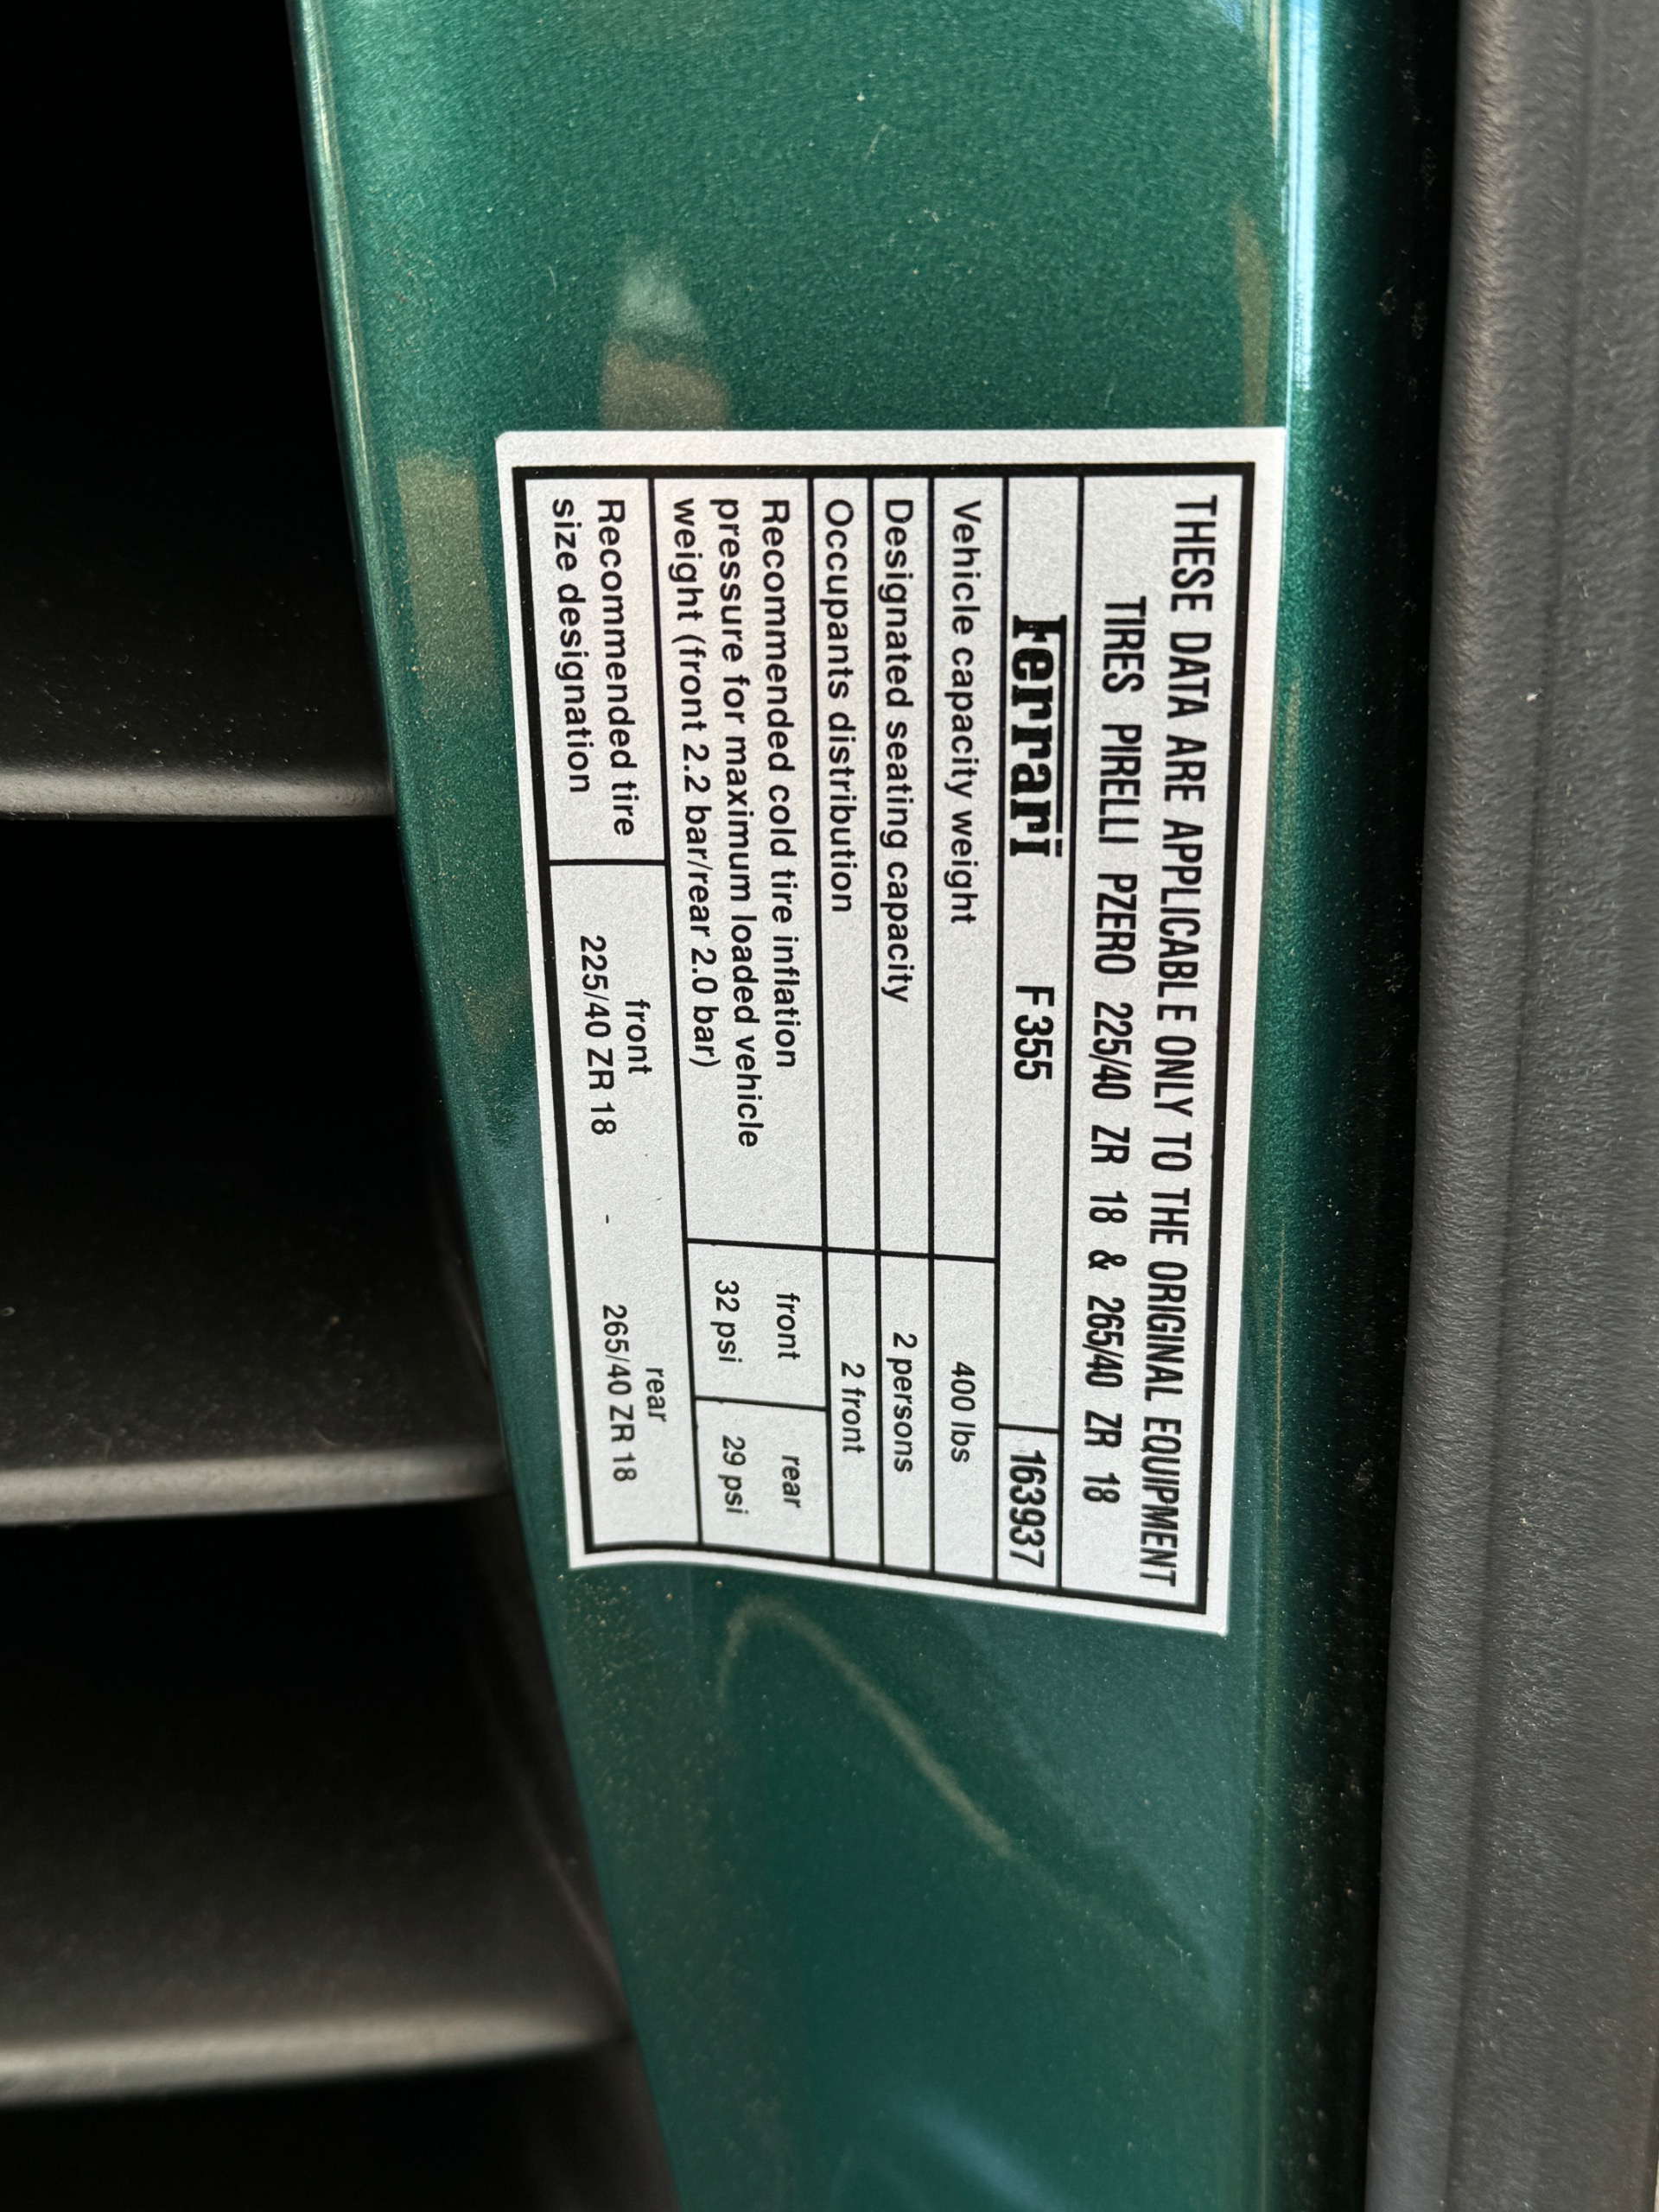 THESE DATA ARE APPLICABLE ONLY TO THE ORIGINAL EQUIPMENT
TIRES PIRELLI PZERO 225/40 ZR 18 & 265/40 ZR 18
Ferrari F355 163937
Vehicle capacity weight 400 lbs
Designated seating capacity 2 persons
Occupants distribution 2 front
Recommended cold tire inflation front rear
pressure for maximum loaded vehicle
weight (front 2.2 bar/rear 2.0 bar) 32 psi 29 psi
Recommended tire front rear
size designation 225/40 ZR 18 - 265/40 ZR 18